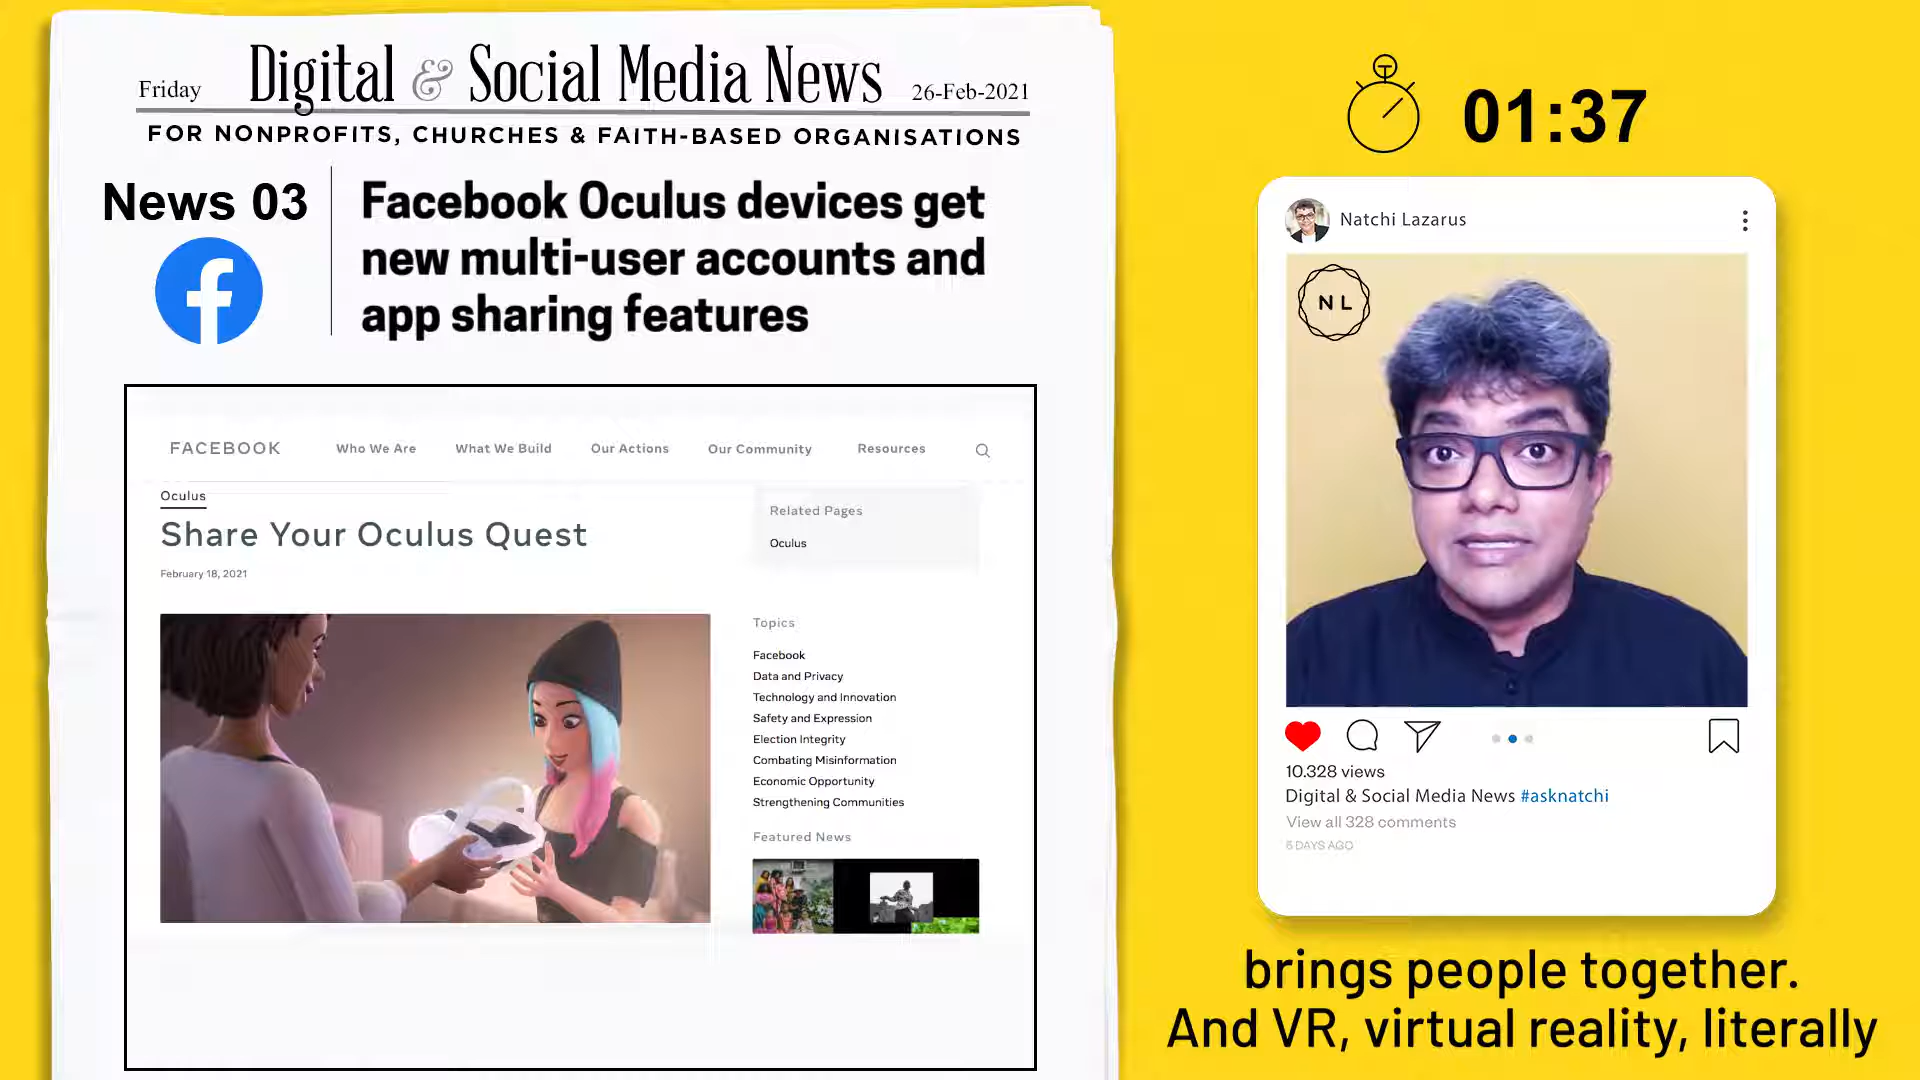 Friday
Digital & Social Media News
26-Feb-2021
FOR NONPROFITS, CHURCHES & FAITH-BASED ORGANISATIONS
News 03
Facebook Oculus devices get
new multi-user accounts and
app sharing features
FACEBOOK
Who We Are
What We Build
Our Actions
Our Community
Resources
Oculus
Share Your Oculus Quest
February 18, 2021
Related Pages
Oculus
Topics
Facebook
Data and Privacy
Technology and Innovation
Safety and Expression
Election Integrity
Combating Misinformation
Economic Opportunity
Strengthening Communities
Featured News
01:37
Natchi Lazarus
NL
10.328 views
Digital & Social Media News #asknatchi
View all 328 comments
6 DAYS AGO
brings people together.
And VR, virtual reality, literally